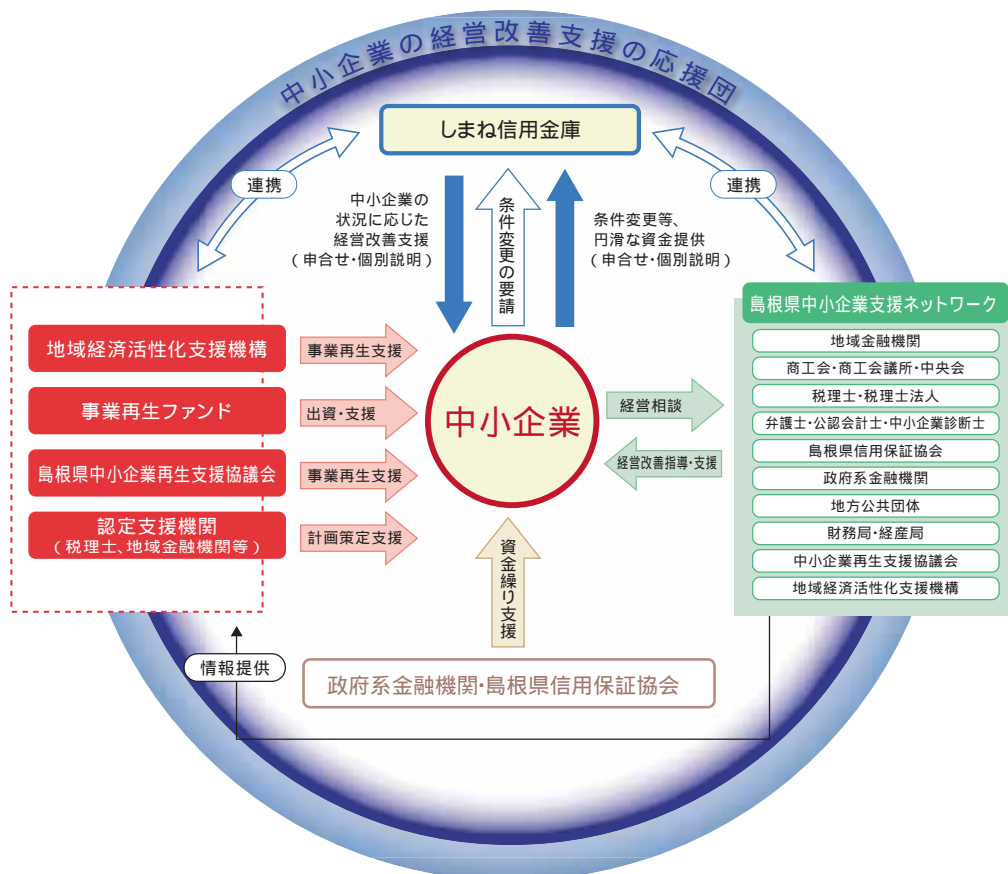 中小企業の経営改善支援の応援団
しまね信用金庫
連携
連携
中小企業の
状況に応じた
経営改善支援
(申合せ・個別説明)
条件変更の要請
条件変更等、
円滑な資金提供
(申合せ・個別説明)
地域経済活性化支援機構
事業再生支援
事業再生ファンド
出資・支援
島根県中小企業再生支援協議会
事業再生支援
認定支援機関
(税理士、地域金融機関等)
計画策定支援
中小企業
経営相談
経営改善指導・支援
島根県中小企業支援ネットワーク
地域金融機関
商工会・商工会議所・中央会
税理士・税理士法人
弁護士・公認会計士・中小企業診断士
島根県信用保証協会
政府系金融機関
地方公共団体
財務局・経産局
中小企業再生支援協議会
地域経済活性化支援機構
資金繰り支援
情報提供
政府系金融機関・島根県信用保証協会